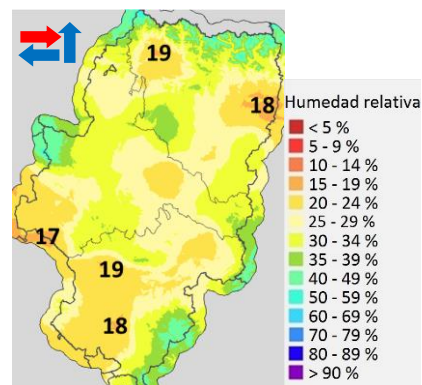 19
18
17
19
18
Humedad relativa
< 5 %
5 - 9 %
10 - 14 %
15 - 19 %
20 - 24 %
25 - 29 %
30 - 34 %
35 - 39 %
40 - 49 %
50 - 59 %
60 - 69 %
70 - 79 %
80 - 89 %
> 90 %